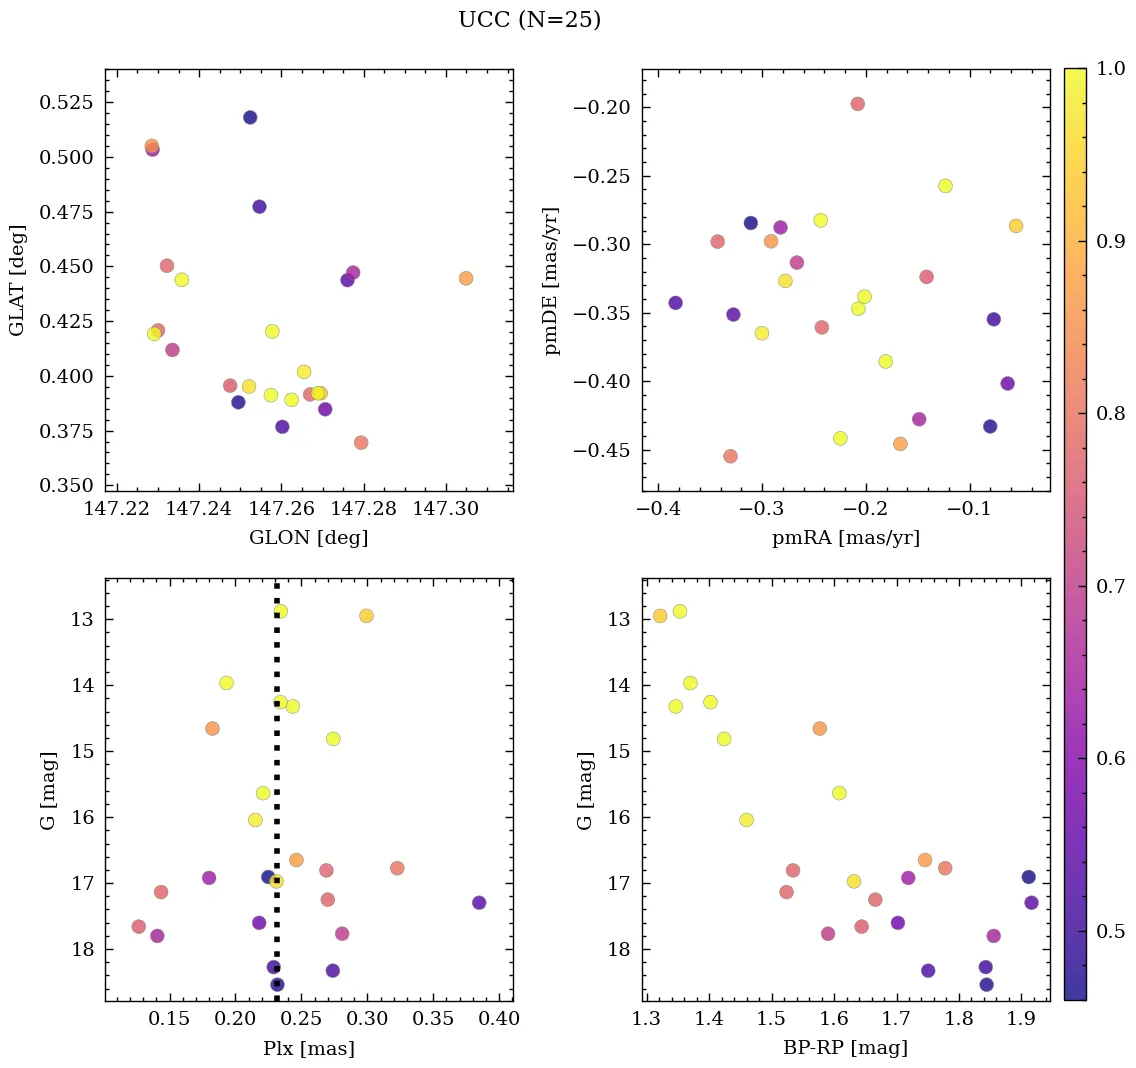 UCC (N=25)
0.525
0.500
0.475
0.450
0.425
0.400
0.375
0.350
GLAT [deg]
147.22 147.24 147.26 147.28 147.30
GLON [deg]
−0.20
−0.25
−0.30
−0.35
−0.40
−0.45
pmDE [mas/yr]
−0.4 −0.3 −0.2 −0.1
pmRA [mas/yr]
13
14
15
16
17
18
G [mag]
0.15 0.20 0.25 0.30 0.35 0.40
Plx [mas]
13
14
15
16
17
18
G [mag]
1.3 1.4 1.5 1.6 1.7 1.8 1.9
BP-RP [mag]
1.0
0.9
0.8
0.7
0.6
0.5